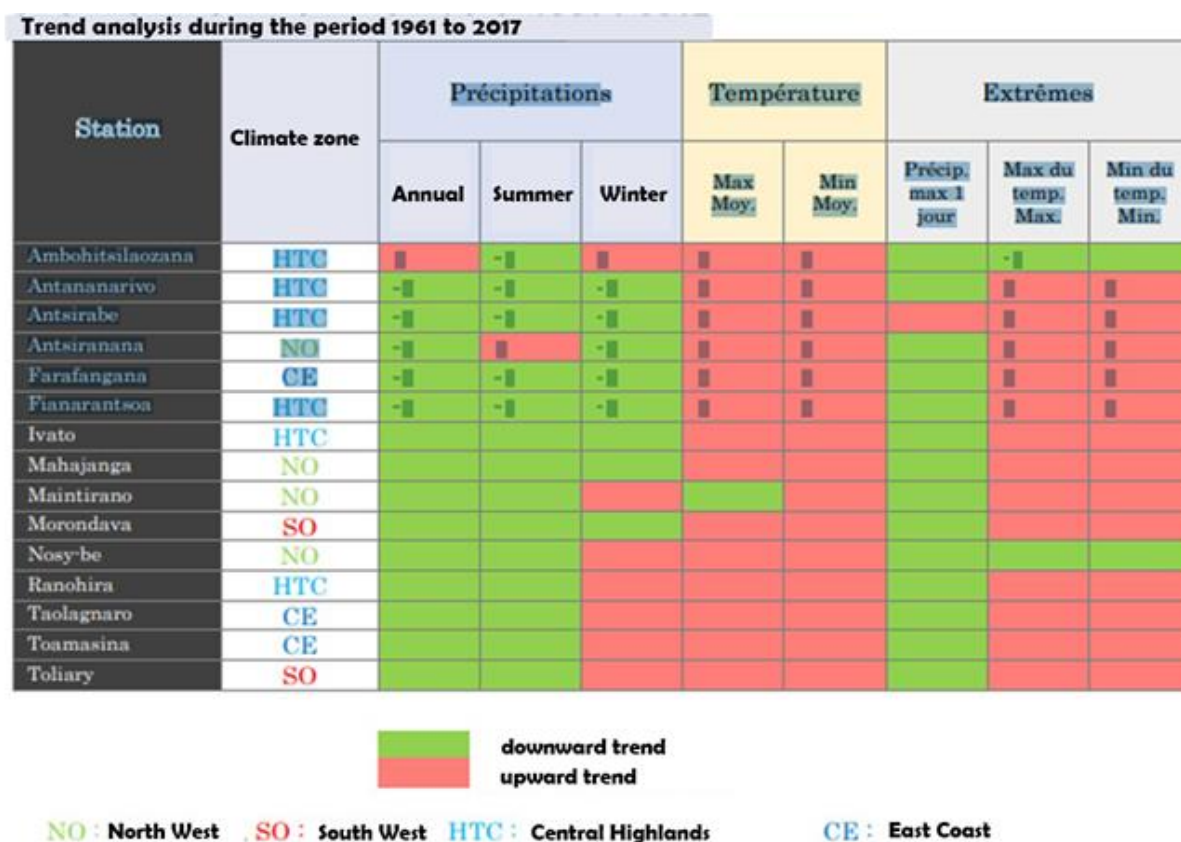 Trend analysis during the period 1961 to 2017
Station
Climate zone
Précipitations
Température
Extrêmes
Annual
Summer
Winter
Max
Moy.
Min
Moy.
Précip.
max 1
jour
Max du
temp.
Max.
Min du
temp.
Min.
Ambohitsilaozana HTC - -
Antananarivo HTC - - -
Antsirabe HTC - - -
Antsiranana NO - -
Farafangana CE - - -
Fianarantsoa HTC - - -
Ivato HTC
Mahajanga NO
Maintirano NO
Morondava SO
Nosy-be NO
Ranohira HTC
Taolagnaro CE
Toamasina CE
Toliary SO
downward trend
upward trend
NO : North West . SO : South West HTC : Central Highlands CE : East Coast